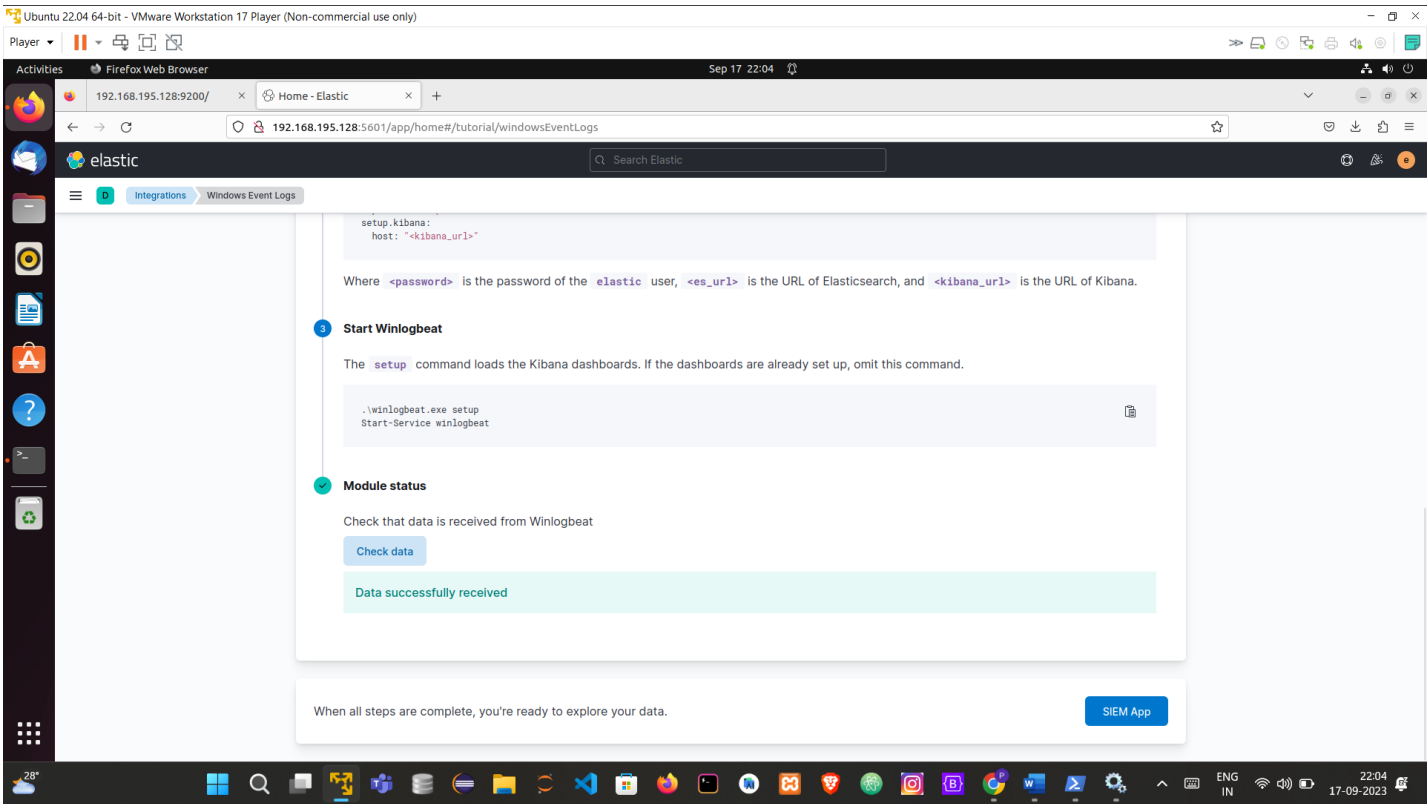 Ubuntu 22.04 64-bit - VMware Workstation 17 Player (Non-commercial use only)
Player
Activities
Firefox Web Browser
Sep 17 22:04
192.168.195.128:9200/
Home - Elastic
192.168.195.128:5601/app/home#/tutorial/windowsEventLogs
elastic
Search Elastic
e
D
Integrations
Windows Event Logs
setup.kibana:
host: "<kibana_url>"
Where <password> is the password of the elastic user, <es_url> is the URL of Elasticsearch, and <kibana_url> is the URL of Kibana.
3
Start Winlogbeat
The setup command loads the Kibana dashboards. If the dashboards are already set up, omit this command.
.\winlogbeat.exe setup
Start-Service winlogbeat
Module status
Check that data is received from Winlogbeat
Check data
Data successfully received
When all steps are complete, you're ready to explore your data.
SIEM App
28°
ENG
IN
22:04
17-09-2023